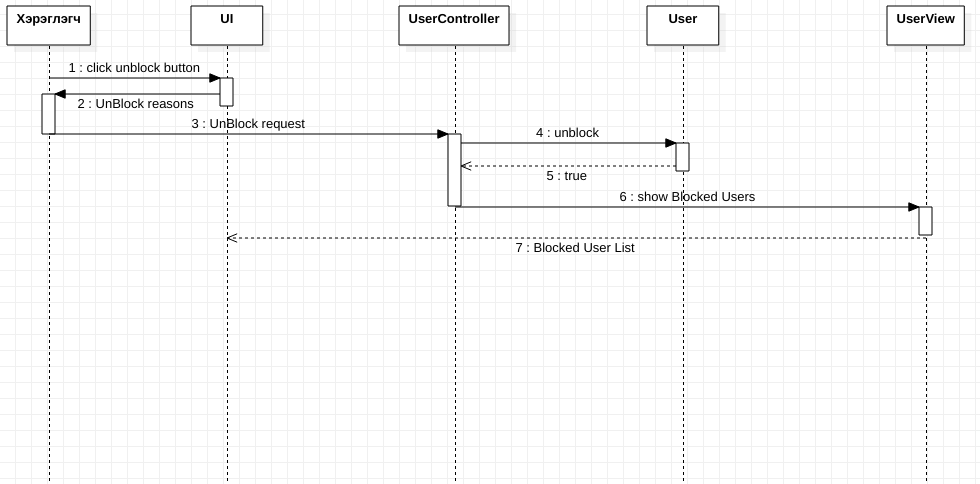 Хэрэглэгч
UI
UserController
User
UserView
1 : click unblock button
2 : UnBlock reasons
3 : UnBlock request
4 : unblock
5 : true
6 : show Blocked Users
7 : Blocked User List